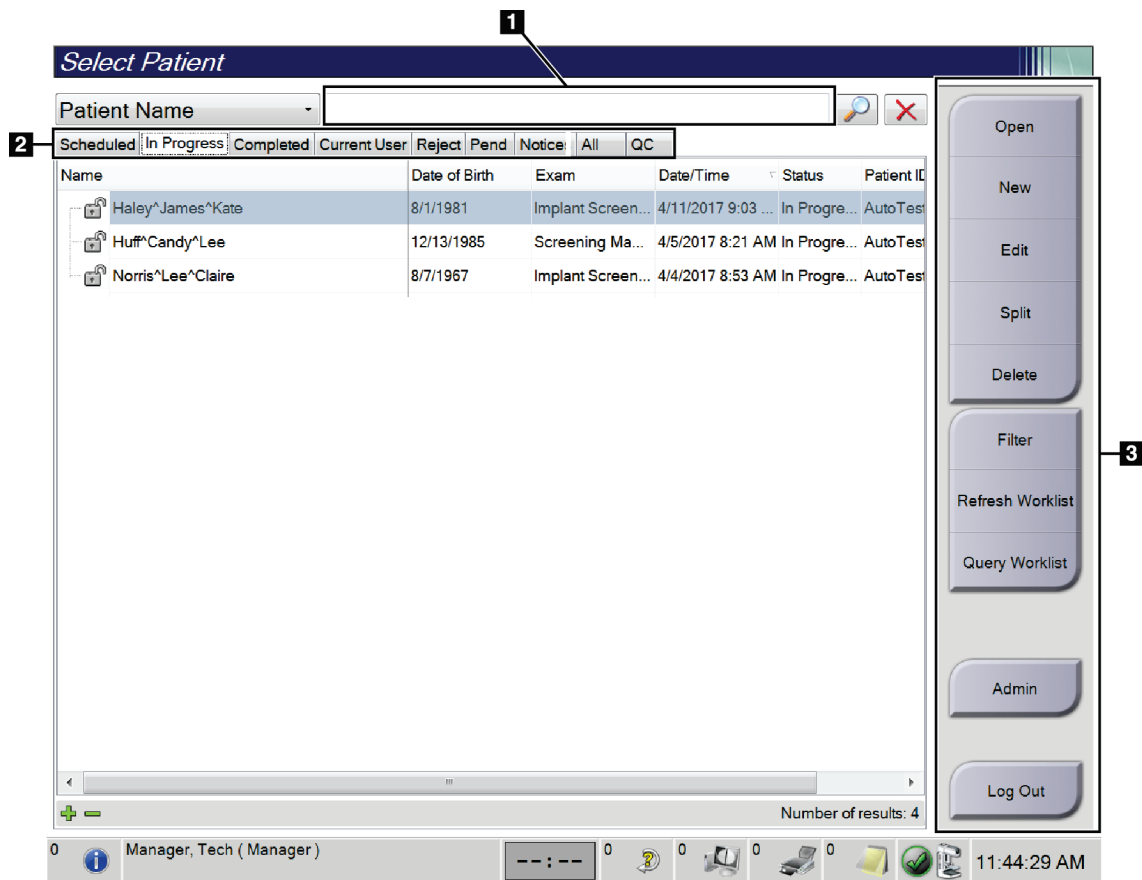 1
Select Patient
Patient Name
2
Scheduled In Progress Completed Current User Reject Pend Notice All QC
Name Date of Birth Exam Date/Time Status Patient ID
Haley^James^Kate 8/1/1981 Implant Screen... 4/11/2017 9:03 ... In Progre... AutoTest
Huff^Candy^Lee 12/13/1985 Screening Ma... 4/5/2017 8:21 AM In Progre... AutoTest
Norris^Lee^Claire 8/7/1967 Implant Screen... 4/4/2017 8:53 AM In Progre... AutoTest
Number of results: 4
Open
New
Edit
Split
Delete
Filter
Refresh Worklist
Query Worklist
Admin
Log Out
3
0 Manager, Tech ( Manager ) --:-- 0 0 0 0 11:44:29 AM